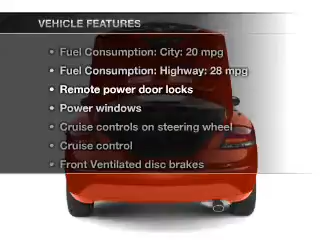 VEHICLE FEATURES
• Fuel Consumption: City: 20 mpg
• Fuel Consumption: Highway: 28 mpg
• Remote power door locks
• Power windows
• Cruise controls on steering wheel
• Cruise control
• Front Ventilated disc brakes